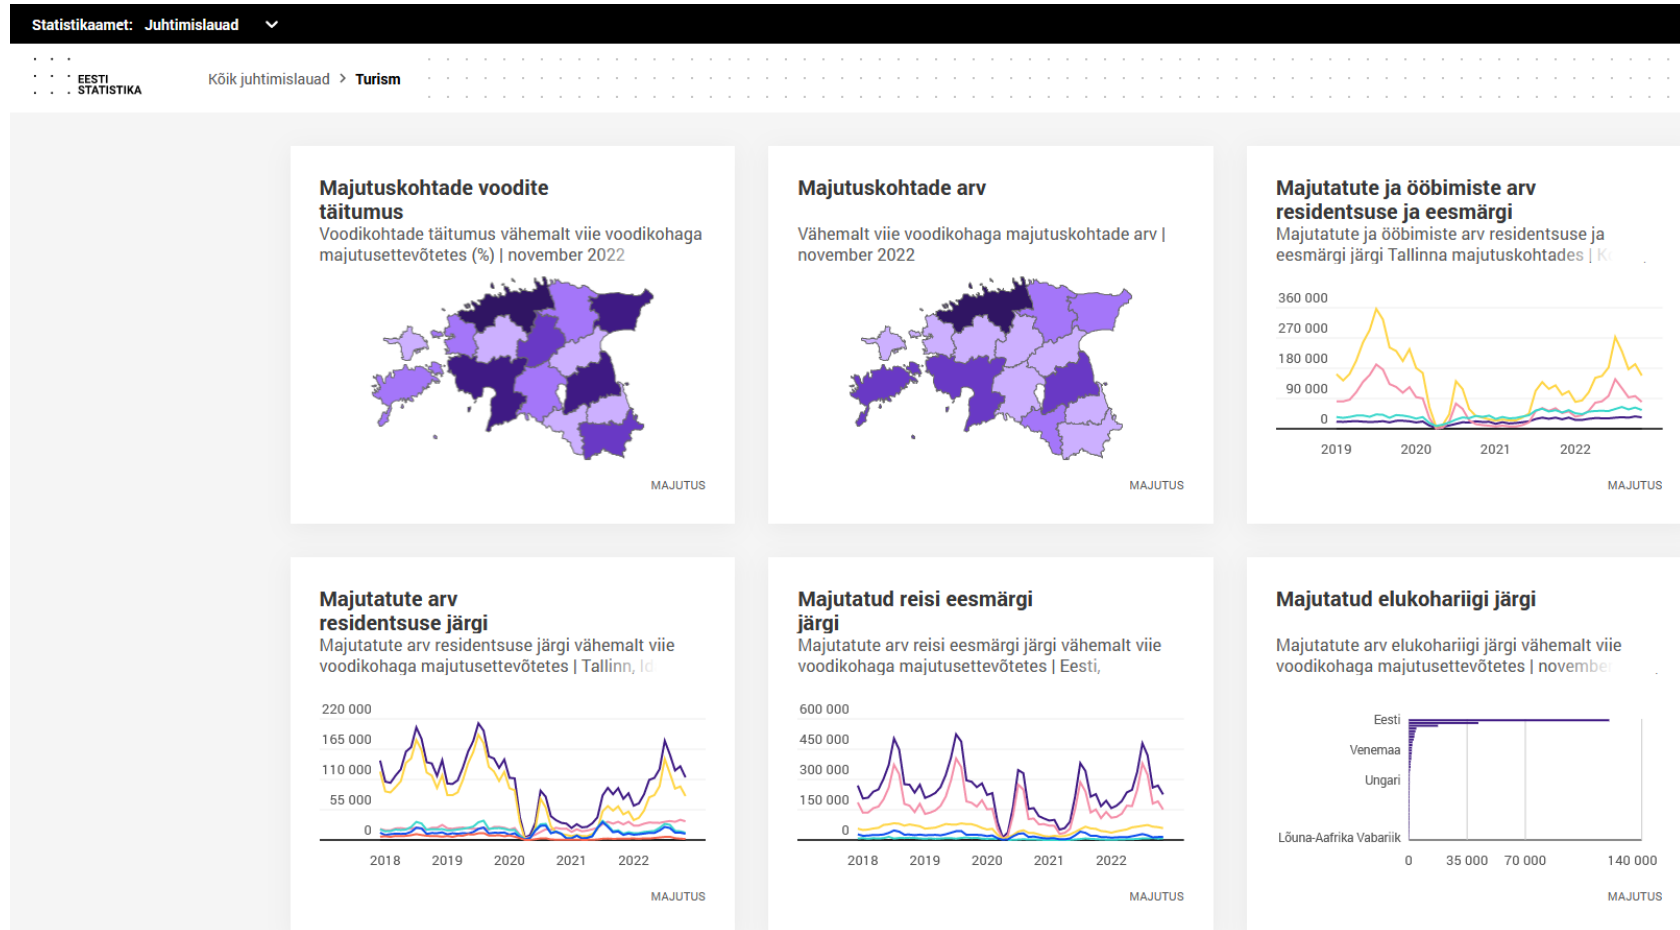 Statistikaamet: Juhtimislauad
EESTI
STATISTIKA
Kõik juhtimislauad > Turism
Majutuskohtade voodite
täitumus
Voodikohtade täitumus vähemalt viie voodikohaga
majutusettevõtetes (%) | november 2022
MAJUTUS
Majutuskohtade arv
Vähemalt viie voodikohaga majutuskohtade arv |
november 2022
MAJUTUS
Majutatute ja ööbimiste arv
residentsuse ja eesmärgi
Majutatute ja ööbimiste arv residentsuse ja
eesmärgi järgi Tallinna majutuskohtades |
360 000
270 000
180 000
90 000
0
2019 2020 2021 2022
MAJUTUS
Majutatute arv
residentsuse järgi
Majutatute arv residentsuse järgi vähemalt viie
voodikohaga majutusettevõtetes | Tallinn, Id
220 000
165 000
110 000
55 000
0
2018 2019 2020 2021 2022
MAJUTUS
Majutatud reisi eesmärgi
järgi
Majutatute arv reisi eesmärgi järgi vähemalt viie
voodikohaga majutusettevõtetes | Eesti,
600 000
450 000
300 000
150 000
0
2018 2019 2020 2021 2022
MAJUTUS
Majutatud elukohariigi järgi
Majutatute arv elukohariigi järgi vähemalt viie
voodikohaga majutusettevõtetes | novembe
Eesti
Venemaa
Ungari
Lõuna-Aafrika Vabariik
0 35 000 70 000 140 000
MAJUTUS